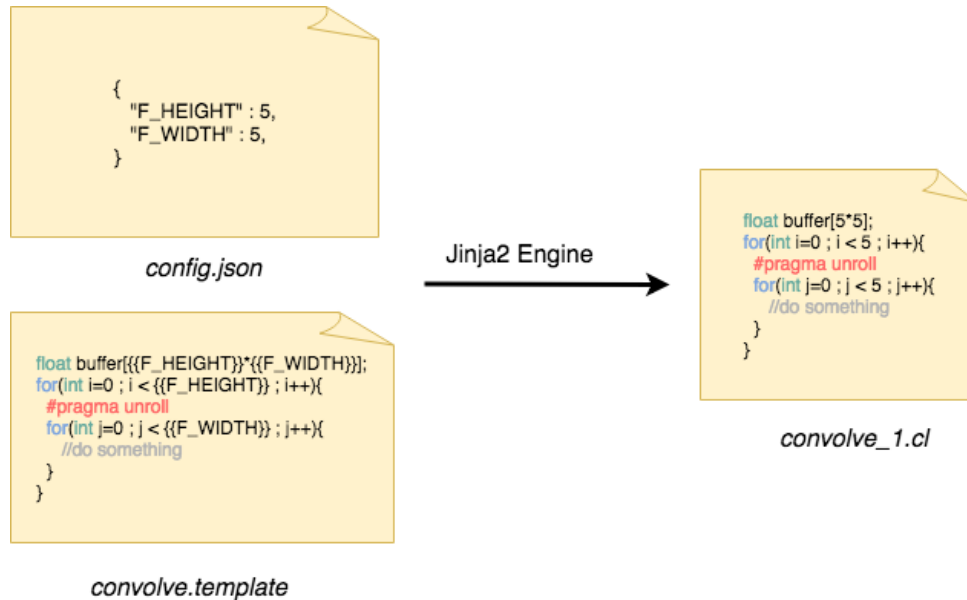 {
"F_HEIGHT" : 5,
"F_WIDTH" : 5,
}
config.json
float buffer[{{F_HEIGHT}}*{{F_WIDTH}}];
for(int i=0 ; i < {{F_HEIGHT}} ; i++){
#pragma unroll
for(int j=0 ; j < {{F_WIDTH}} ; j++){
//do something
}
}
convolve.template
Jinja2 Engine
float buffer[5*5];
for(int i=0 ; i < 5 ; i++){
#pragma unroll
for(int j=0 ; j < 5 ; j++){
//do something
}
}
convolve_1.cl